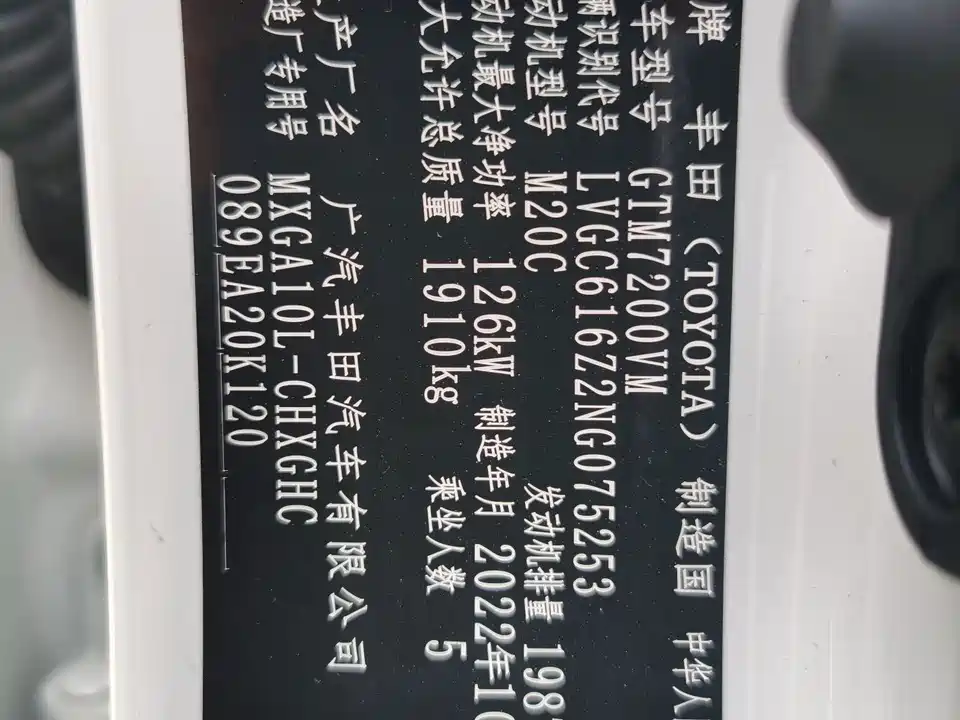 牌 丰田（TOYOTA） 制造国 中华人
车型号 GTM7200VM
辆识别代号 LVGC616Z2NG075253
动机型号 M20C 发动机排量 198
动机最大净功率 126kW 制造年月 2022年1
大允许总质量 1910kg 乘坐人数 5
产厂名 广汽丰田汽车有限公司
造厂专用号 MXGA10L-CHXGHC
089EA20K120